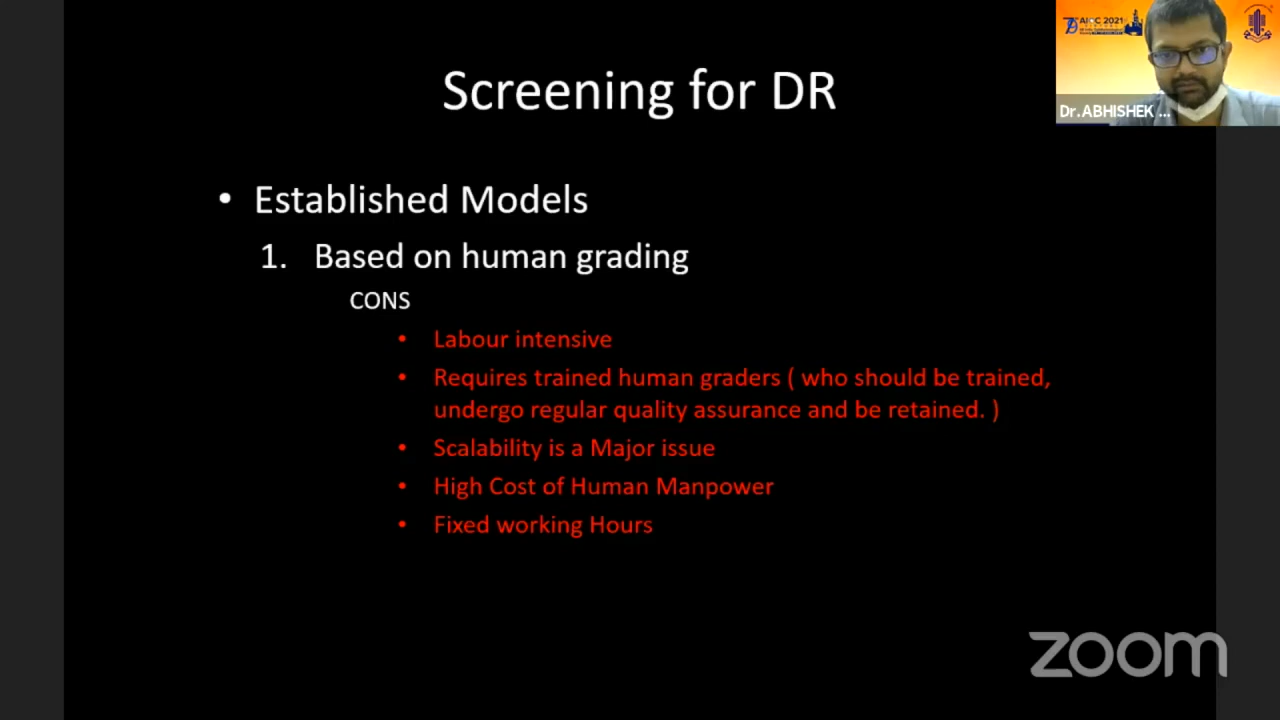 Screening for DR
AIOC 2021
Dr.ABHISHEK ...
• Established Models
1. Based on human grading
CONS
• Labour intensive
• Requires trained human graders ( who should be trained,
undergo regular quality assurance and be retained. )
• Scalability is a Major issue
• High Cost of Human Manpower
• Fixed working Hours
zoom